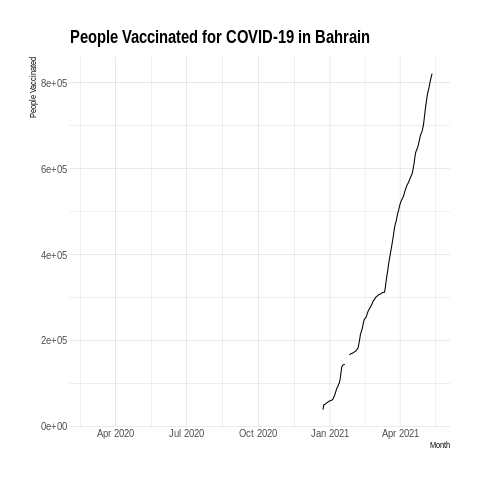 People Vaccinated for COVID-19 in Bahrain
People Vaccinated
8e+05
6e+05
4e+05
2e+05
0e+00
Apr 2020 Jul 2020 Oct 2020 Jan 2021 Apr 2021
Month